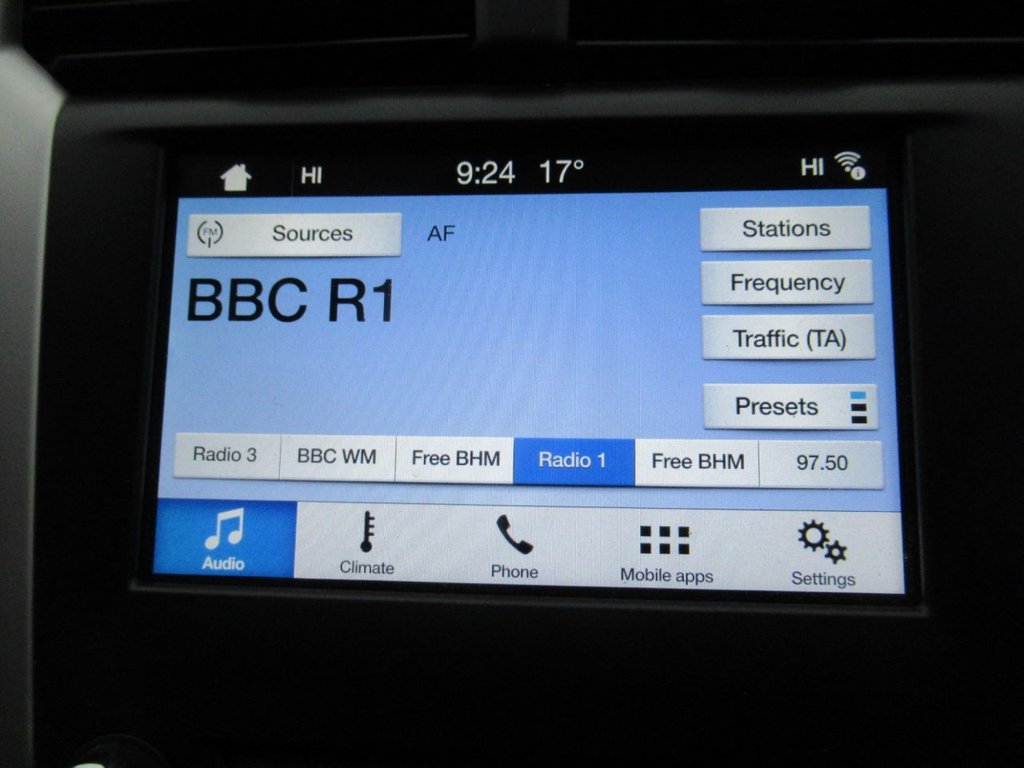 HI 9:24 17° HI
FM Sources AF Stations
BBC R1 Frequency
Traffic (TA)
Presets
Radio 3 BBC WM Free BHM Radio 1 Free BHM 97.50
Audio Climate Phone Mobile apps Settings